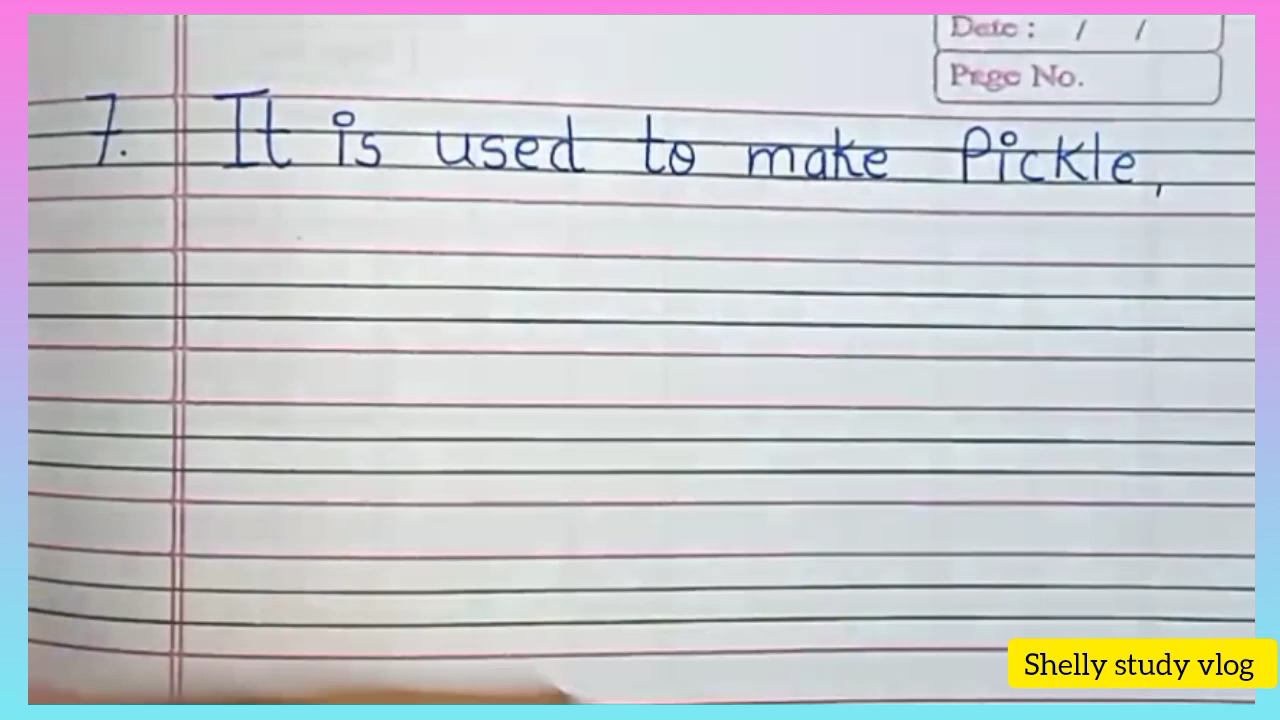 Date : / /
Page No.
7. It is used to make Pickle,
Shelly study vlog